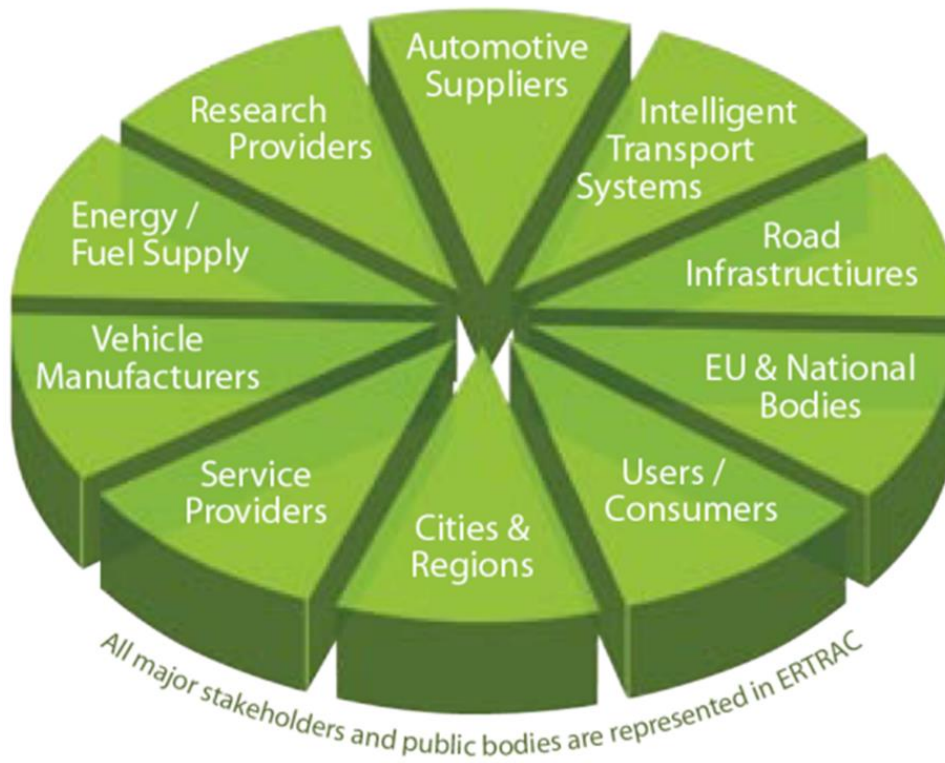 Automotive
Suppliers
Intelligent
Transport
Systems
Road
Infrastructiures
EU & National
Bodies
Users /
Consumers
Cities &
Regions
Service
Providers
Vehicle
Manufacturers
Energy /
Fuel Supply
Research
Providers
All major stakeholders and public bodies are represented in ERTRAC